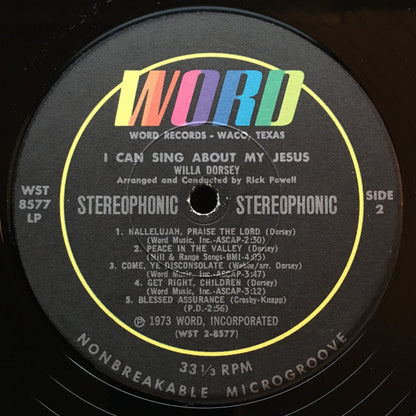 WORD
WORD RECORDS - WACO, TEXAS
I CAN SING ABOUT MY JESUS
WILLA DORSEY
Arranged and Conducted by Rick Powell
WST
8577
LP
STEREOPHONIC STEREOPHONIC
SIDE
2
1. HALLELUJAH, PRAISE THE LORD (Dorsey)
(Word Music, Inc.-ASCAP-2:30)
2. PEACE IN THE VALLEY (Dorsey)
(Hill & Range Songs-BMI-4:25)
3. COME, YE DISCONSOLATE (arr. Dorsey)
(Word Music, Inc.-ASCAP-3:47)
4. GET RIGHT, CHILDREN (Dorsey)
(Word Music, Inc.-ASCAP-3:12)
5. BLESSED ASSURANCE (Crosby-Knapp)
(P.D.-2:56)
Ⓟ 1973 WORD, INCORPORATED
(WST 2-8577)
33 1/3 RPM
NONBREAKABLE MICROGROOVE